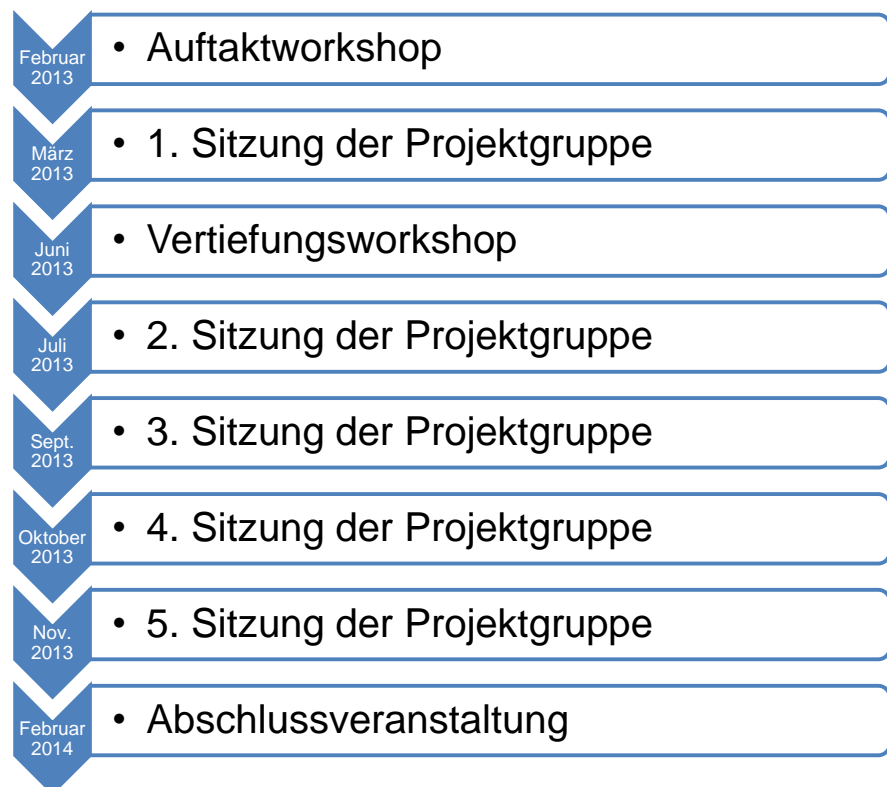 Februar
2013
• Auftaktworkshop
März
2013
• 1. Sitzung der Projektgruppe
Juni
2013
• Vertiefungsworkshop
Juli
2013
• 2. Sitzung der Projektgruppe
Sept.
2013
• 3. Sitzung der Projektgruppe
Oktober
2013
• 4. Sitzung der Projektgruppe
Nov.
2013
• 5. Sitzung der Projektgruppe
Februar
2014
• Abschlussveranstaltung